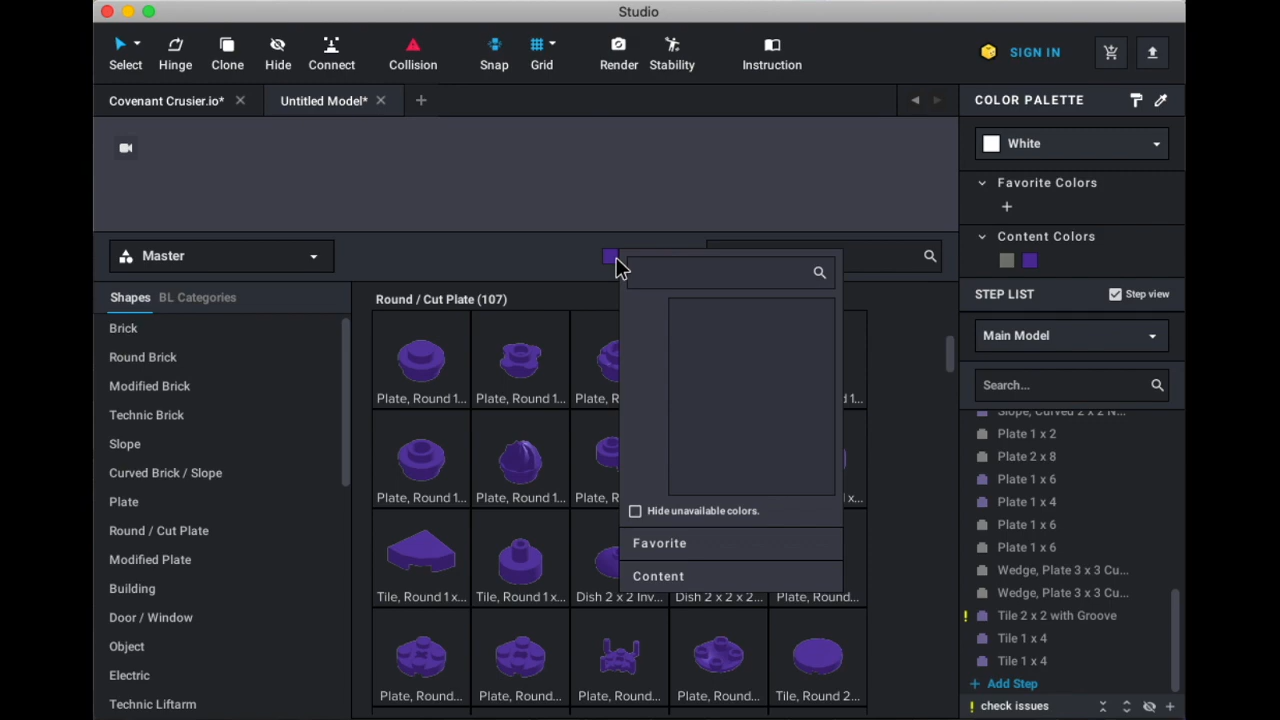 Studio
Select
Hinge
Clone
Hide
Connect
Collision
Snap
Grid
Render
Stability
Instruction
SIGN IN
Covenant Crusier.io*
Untitled Model*
COLOR PALETTE
White
Favorite Colors
Content Colors
Master
STEP LIST
Step view
Main Model
Search...
Shapes
BL Categories
Brick
Round Brick
Modified Brick
Technic Brick
Slope
Curved Brick / Slope
Plate
Round / Cut Plate
Modified Plate
Building
Door / Window
Object
Electric
Technic Liftarm
Round / Cut Plate (107)
Plate, Round 1...
Plate, Round 1...
Plate, R
1...
Plate, Round 1...
Plate, Round 1...
Plate, R
x...
Tile, Round 1 x...
Tile, Round 1 x...
Dish 2 x 2 Inv...
Dish 2 x 2 x 2...
Plate, Round...
Plate, Round...
Plate, Round...
Plate, Round...
Plate, Round...
Tile, Round 2...
Hide unavailable colors.
Favorite
Content
Slope, Curved 2 x 2 N...
Plate 1 x 2
Plate 2 x 8
Plate 1 x 6
Plate 1 x 4
Plate 1 x 6
Plate 1 x 6
Wedge, Plate 3 x 3 Cu...
Wedge, Plate 3 x 3 Cu...
Tile 2 x 2 with Groove
Tile 1 x 4
Tile 1 x 4
Add Step
check issues